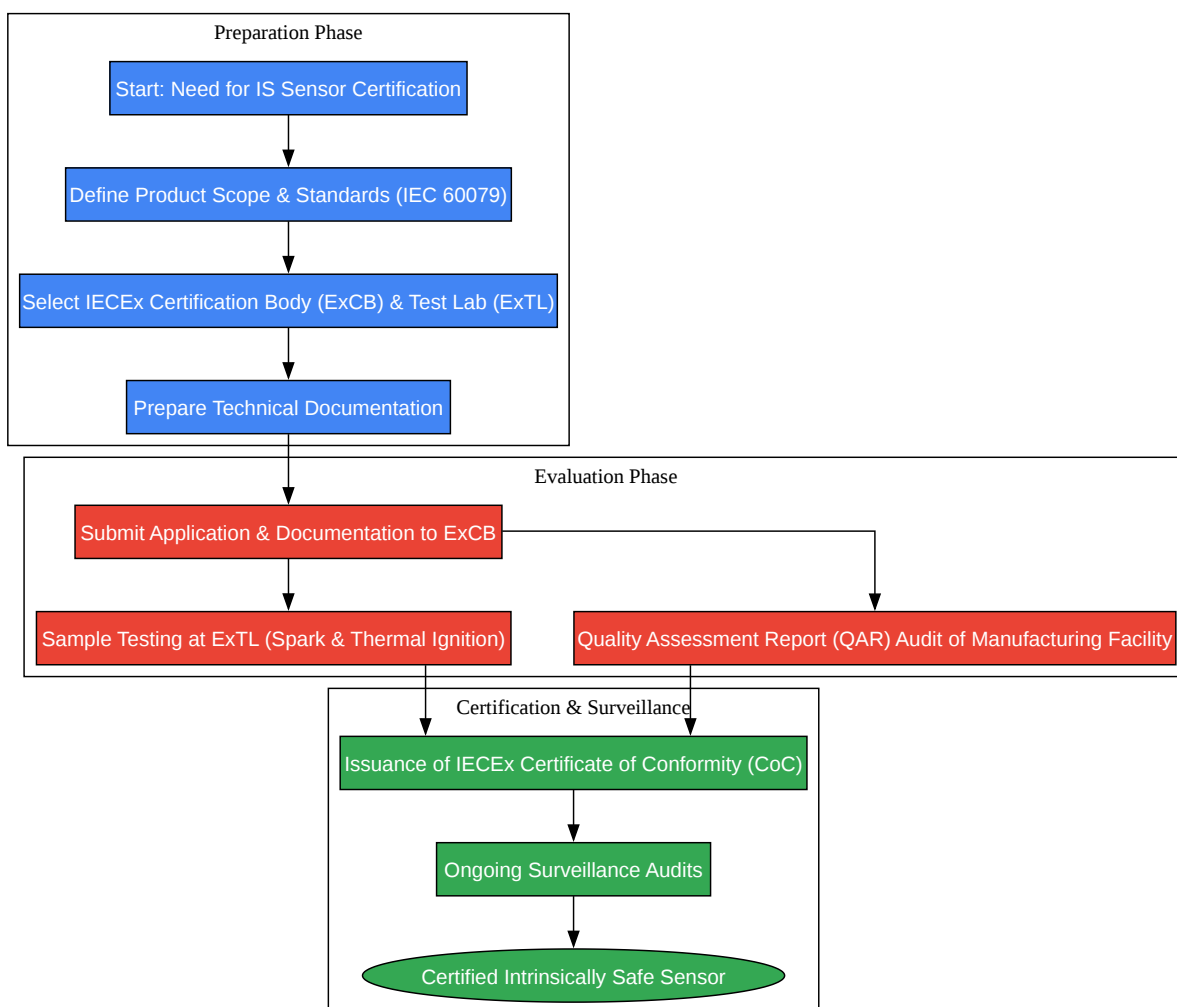 Preparation Phase
Start: Need for IS Sensor Certification
Define Product Scope & Standards (IEC 60079)
Select IECEx Certification Body (ExCB) & Test Lab (ExTL)
Prepare Technical Documentation
Evaluation Phase
Submit Application & Documentation to ExCB
Sample Testing at ExTL (Spark & Thermal Ignition)
Quality Assessment Report (QAR) Audit of Manufacturing Facility
Certification & Surveillance
Issuance of IECEx Certificate of Conformity (CoC)
Ongoing Surveillance Audits
Certified Intrinsically Safe Sensor